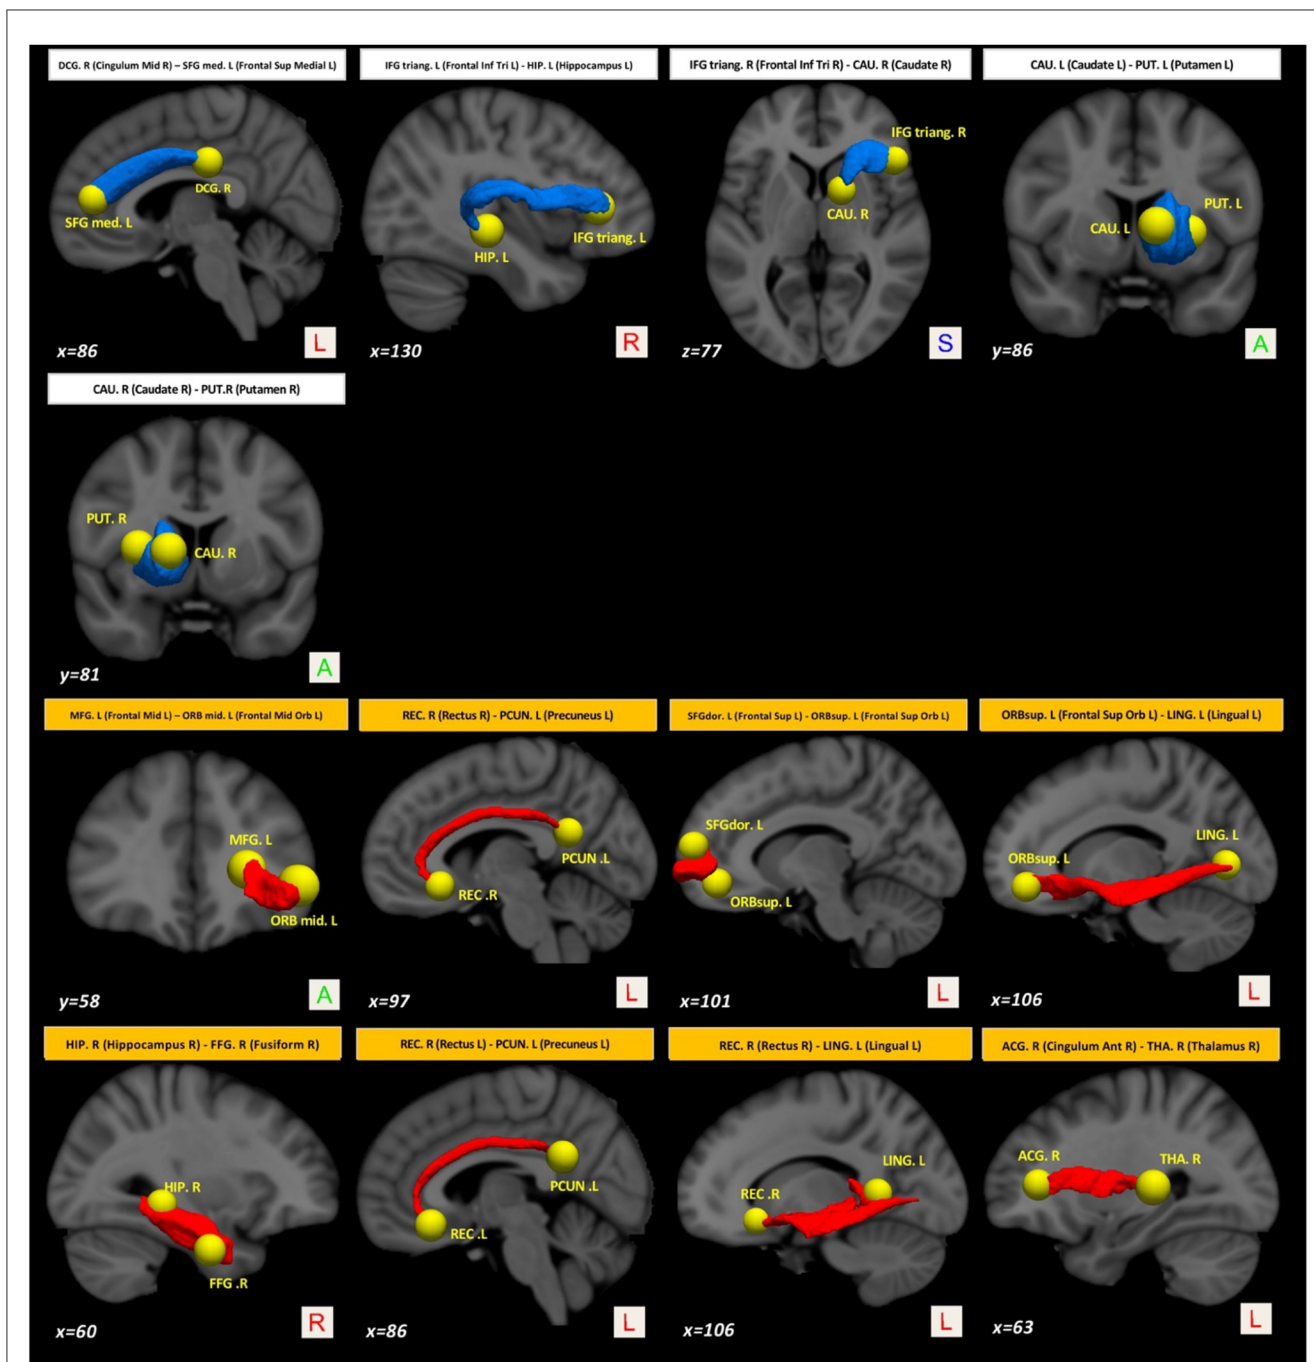 DCG. R (Cingulum Mid R) – SFG med. L (Frontal Sup Medial L)
IFG triang. L (Frontal Inf Tri L) - HIP. L (Hippocampus L)
IFG triang. R (Frontal Inf Tri R) - CAU. R (Caudate R)
CAU. L (Caudate L) - PUT. L (Putamen L)
DCG. R
SFG med. L
x=86
L
HIP. L
IFG triang. L
x=130
R
IFG triang. R
CAU. R
z=77
S
CAU. L
PUT. L
y=86
A
CAU. R (Caudate R) - PUT.R (Putamen R)
PUT. R
CAU. R
y=81
A
MFG. L (Frontal Mid L) – ORB mid. L (Frontal Mid Orb L)
REC. R (Rectus R) - PCUN. L (Precuneus L)
SFGdor. L (Frontal Sup L) - ORBsup. L (Frontal Sup Orb L)
ORBsup. L (Frontal Sup Orb L) - LING. L (Lingual L)
MFG. L
ORB mid. L
y=58
A
PCUN .L
REC .R
x=97
L
SFGdor. L
ORBsup. L
x=101
L
LING. L
ORBsup. L
x=106
L
HIP. R (Hippocampus R) - FFG. R (Fusiform R)
REC. R (Rectus L) - PCUN. L (Precuneus L)
REC. R (Rectus R) - LING. L (Lingual L)
ACG. R (Cingulum Ant R) - THA. R (Thalamus R)
HIP. R
FFG .R
x=60
R
PCUN .L
REC .L
x=86
L
LING. L
REC .R
x=106
L
ACG. R
THA. R
x=63
L